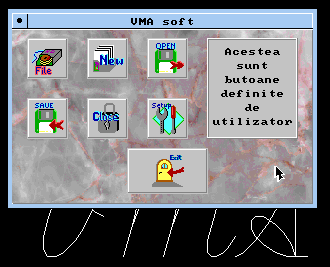 VMA soft
File
New
OPEN
SAVE
Close
Setup
Exit
Acestea
sunt
butoane
definite
de
utilizator